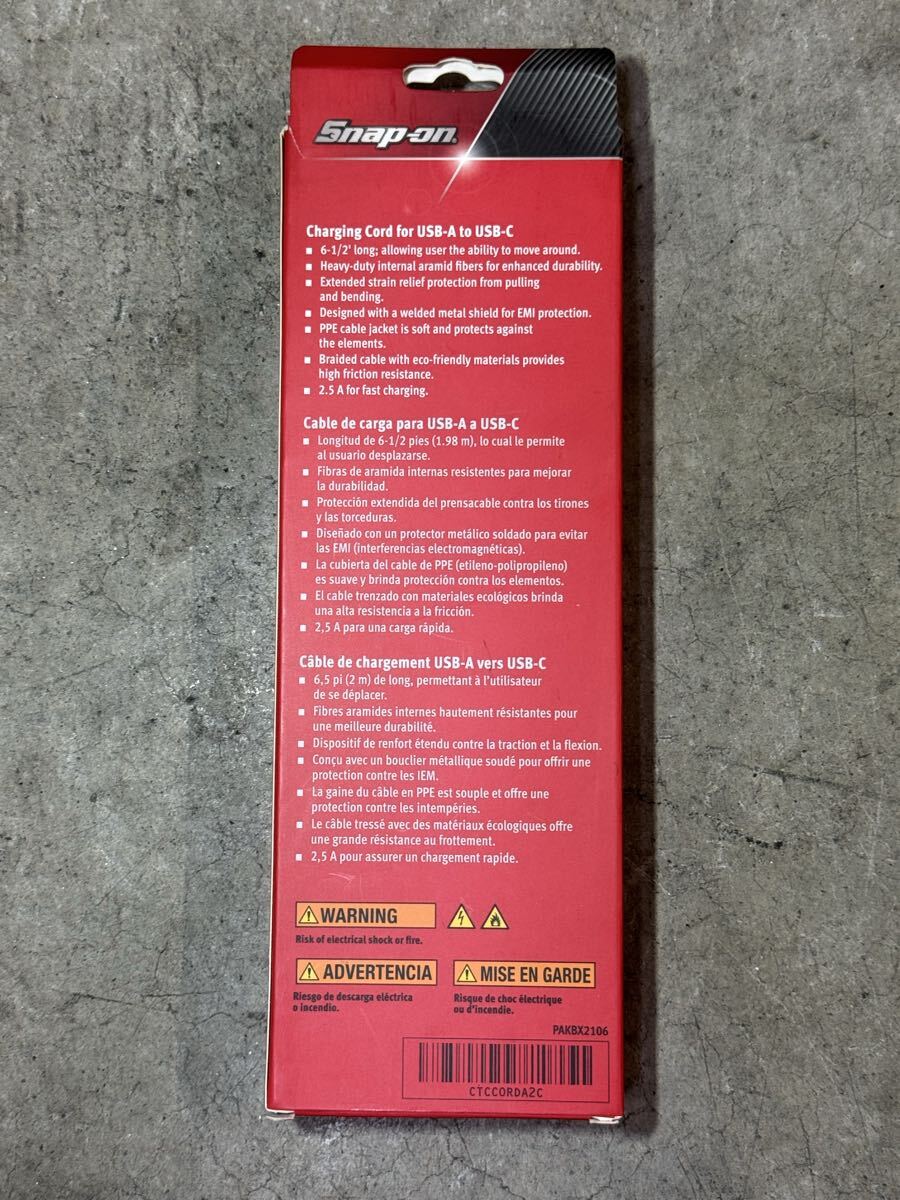 Snap-on
Charging Cord for USB-A to USB-C
▪ 6-1/2' long; allowing user the ability to move around.
▪ Heavy-duty internal aramid fibers for enhanced durability.
▪ Extended strain relief protection from pulling
and bending.
▪ Designed with a welded metal shield for EMI protection.
▪ PPE cable jacket is soft and protects against
the elements.
▪ Braided cable with eco-friendly materials provides
high friction resistance.
▪ 2.5 A for fast charging.
Cable de carga para USB-A a USB-C
▪ Longitud de 6-1/2 pies (1.98 m), lo cual le permite
al usuario desplazarse.
▪ Fibras de aramida internas resistentes para mejorar
la durabilidad.
▪ Protección extendida del prensacable contra los tirones
y las torceduras.
▪ Diseñado con un protector metálico soldado para evitar
las EMI (interferencias electromagnéticas).
▪ La cubierta del cable de PPE (etileno-polipropileno)
es suave y brinda protección contra los elementos.
▪ El cable trenzado con materiales ecológicos brinda
una alta resistencia a la fricción.
▪ 2,5 A para una carga rápida.
Câble de chargement USB-A vers USB-C
▪ 6,5 pi (2 m) de long, permettant à l'utilisateur
de se déplacer.
▪ Fibres aramides internes hautement résistantes pour
une meilleure durabilité.
▪ Dispositif de renfort étendu contre la traction et la flexion.
▪ Conçu avec un bouclier métallique soudé pour offrir une
protection contre les IEM.
▪ La gaine du câble en PPE est souple et offre une
protection contre les intempéries.
▪ Le câble tressé avec des matériaux écologiques offre
une grande résistance au frottement.
▪ 2,5 A pour assurer un chargement rapide.
WARNING
Risk of electrical shock or fire.
ADVERTENCIA
Riesgo de descarga eléctrica
o incendio.
MISE EN GARDE
Risque de choc électrique
ou d'incendie.
PAKBX2106
CTCCORDA2C